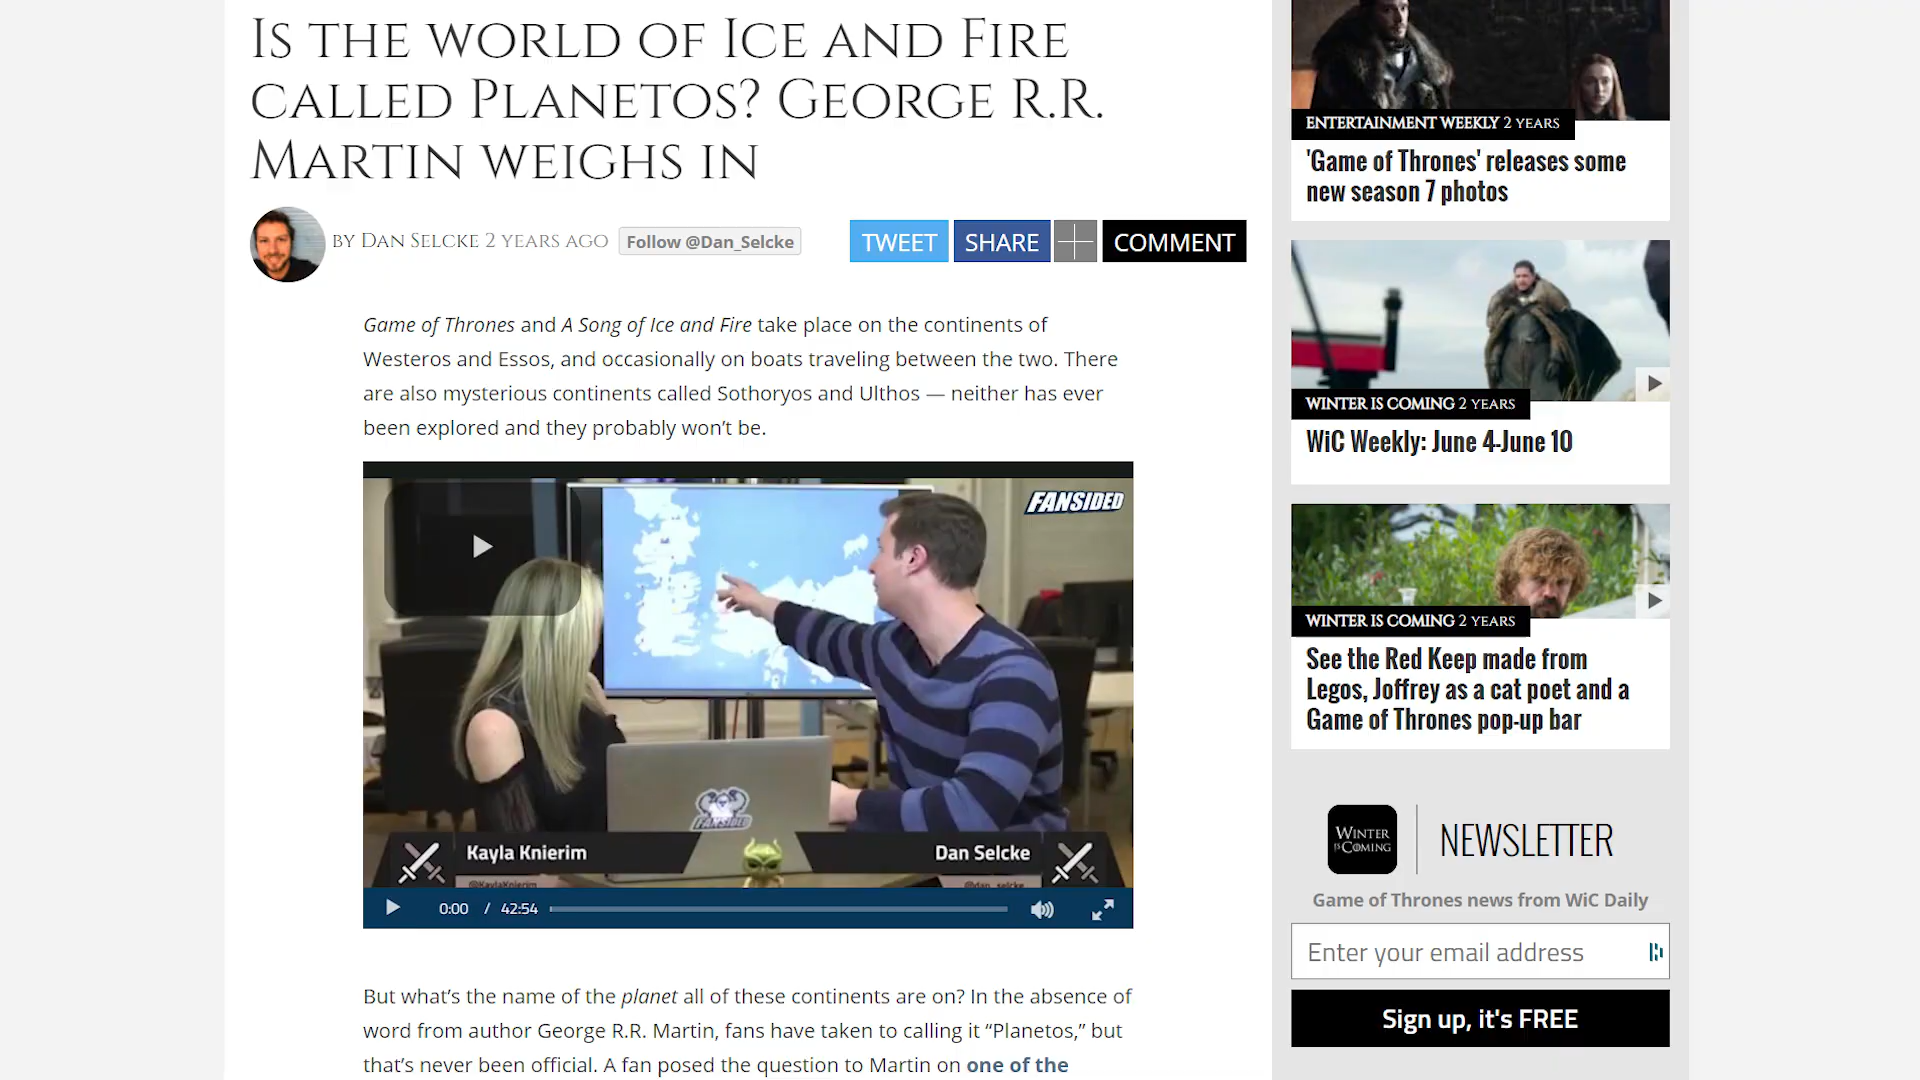 Is the world of Ice and Fire
called Planetos? George R.R.
Martin weighs in
by Dan Selcke 2 years ago
Follow @Dan_Selcke
TWEET
SHARE
COMMENT
Game of Thrones and A Song of Ice and Fire take place on the continents of
Westeros and Essos, and occasionally on boats traveling between the two. There
are also mysterious continents called Sothoryos and Ulthos — neither has ever
been explored and they probably won't be.
FANSIDED
FANSIDED
Kayla Knierim
@KaylaKnierim
Dan Selcke
@dan_selcke
0:00 / 42:54
But what's the name of the planet all of these continents are on? In the absence of
word from author George R.R. Martin, fans have taken to calling it “Planetos,” but
that's never been official. A fan posed the question to Martin on one of the
ENTERTAINMENT WEEKLY 2 YEARS
'Game of Thrones' releases some
new season 7 photos
WINTER IS COMING 2 YEARS
WiC Weekly: June 4-June 10
WINTER IS COMING 2 YEARS
See the Red Keep made from
Legos, Joffrey as a cat poet and a
Game of Thrones pop-up bar
WINTER
IS COMING
NEWSLETTER
Game of Thrones news from WiC Daily
Enter your email address
Sign up, it's FREE